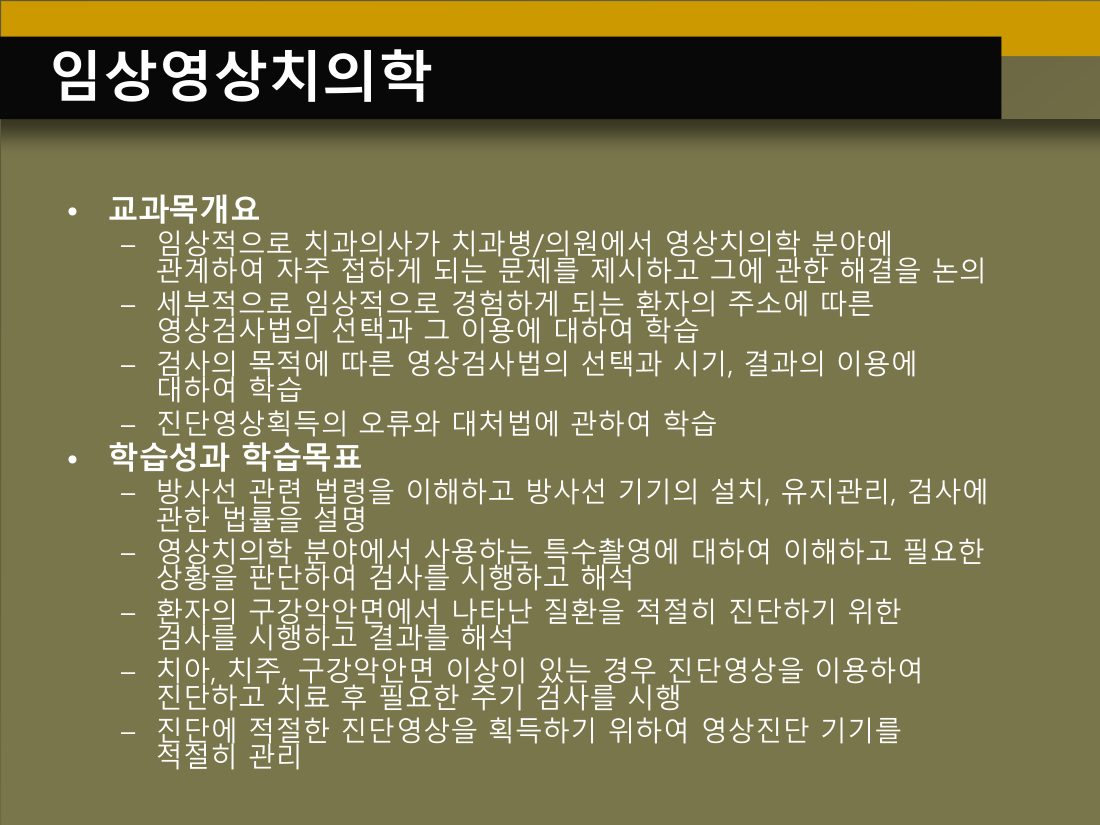 임상영상치의학
• 교과목개요
– 임상적으로 치과의사가 치과병/의원에서 영상치의학 분야에
관계하여 자주 접하게 되는 문제를 제시하고 그에 관한 해결을 논의
– 세부적으로 임상적으로 경험하게 되는 환자의 주소에 따른
영상검사법의 선택과 그 이용에 대하여 학습
– 검사의 목적에 따른 영상검사법의 선택과 시기, 결과의 이용에
대하여 학습
– 진단영상획득의 오류와 대처법에 관하여 학습
• 학습성과 학습목표
– 방사선 관련 법령을 이해하고 방사선 기기의 설치, 유지관리, 검사에
관한 법률을 설명
– 영상치의학 분야에서 사용하는 특수촬영에 대하여 이해하고 필요한
상황을 판단하여 검사를 시행하고 해석
– 환자의 구강악안면에서 나타난 질환을 적절히 진단하기 위한
검사를 시행하고 결과를 해석
– 치아, 치주, 구강악안면 이상이 있는 경우 진단영상을 이용하여
진단하고 치료 후 필요한 주기 검사를 시행
– 진단에 적절한 진단영상을 획득하기 위하여 영상진단 기기를
적절히 관리